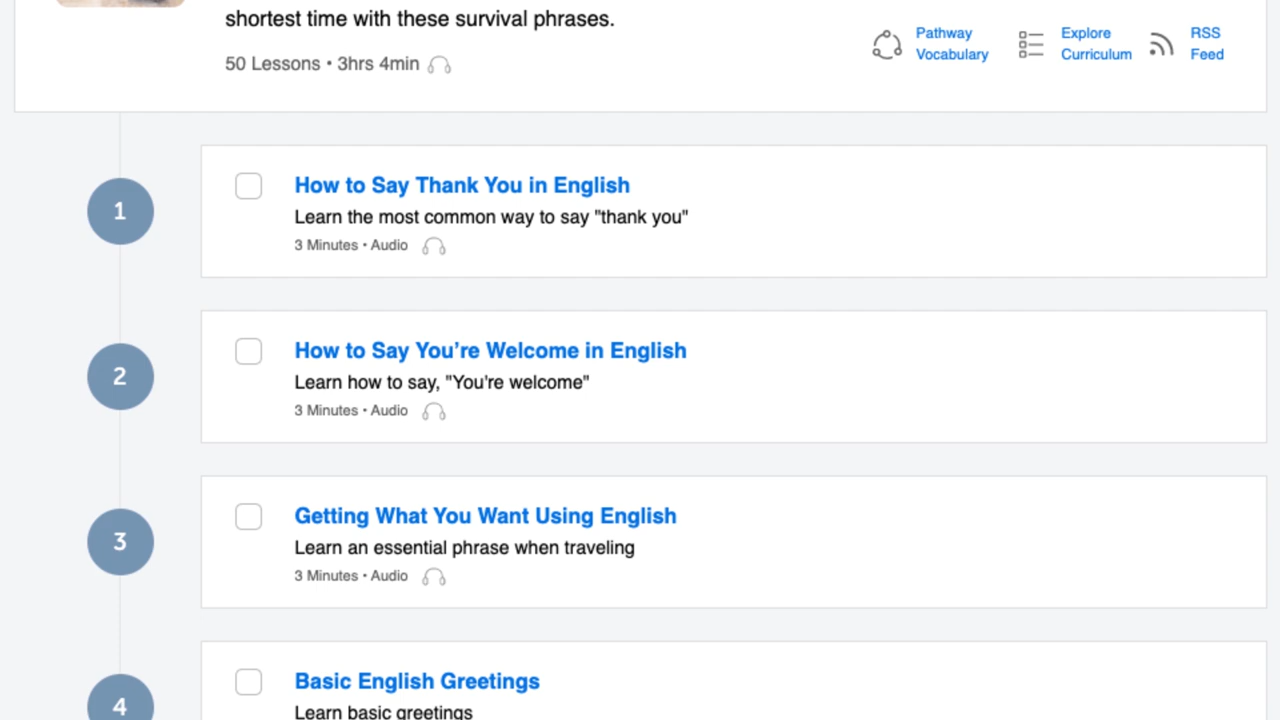 shortest time with these survival phrases.
50 Lessons • 3hrs 4min
Pathway Vocabulary
Explore Curriculum
RSS Feed
1
How to Say Thank You in English
Learn the most common way to say "thank you"
3 Minutes • Audio
2
How to Say You’re Welcome in English
Learn how to say, "You're welcome"
3 Minutes • Audio
3
Getting What You Want Using English
Learn an essential phrase when traveling
3 Minutes • Audio
4
Basic English Greetings
Learn basic greetings